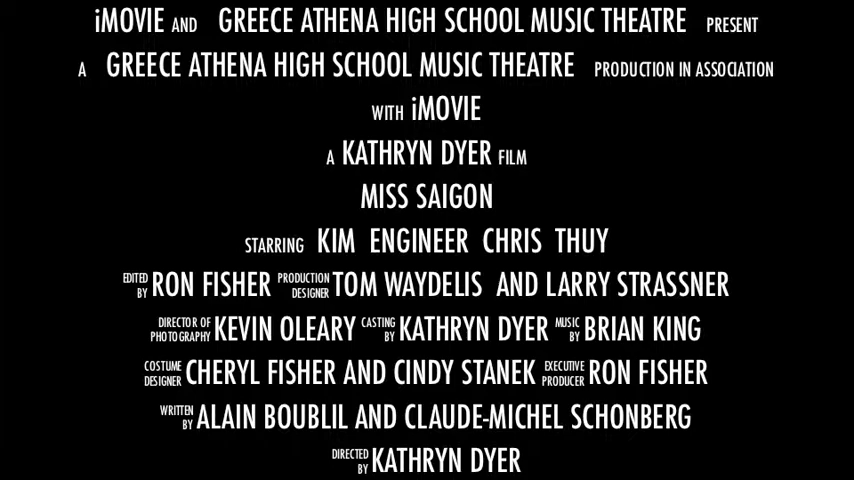 iMOVIE AND GREECE ATHENA HIGH SCHOOL MUSIC THEATRE PRESENT
A GREECE ATHENA HIGH SCHOOL MUSIC THEATRE PRODUCTION IN ASSOCIATION
WITH iMOVIE
A KATHRYN DYER FILM
MISS SAIGON
STARRING KIM ENGINEER CHRIS THUY
EDITED BY RON FISHER PRODUCTION DESIGNER TOM WAYDELIS AND LARRY STRASSNER
DIRECTOR OF PHOTOGRAPHY KEVIN OLEARY CASTING BY KATHRYN DYER MUSIC BY BRIAN KING
COSTUME DESIGNER CHERYL FISHER AND CINDY STANEK EXECUTIVE PRODUCER RON FISHER
WRITTEN BY ALAIN BOUBLIL AND CLAUDE-MICHEL SCHONBERG
DIRECTED BY KATHRYN DYER